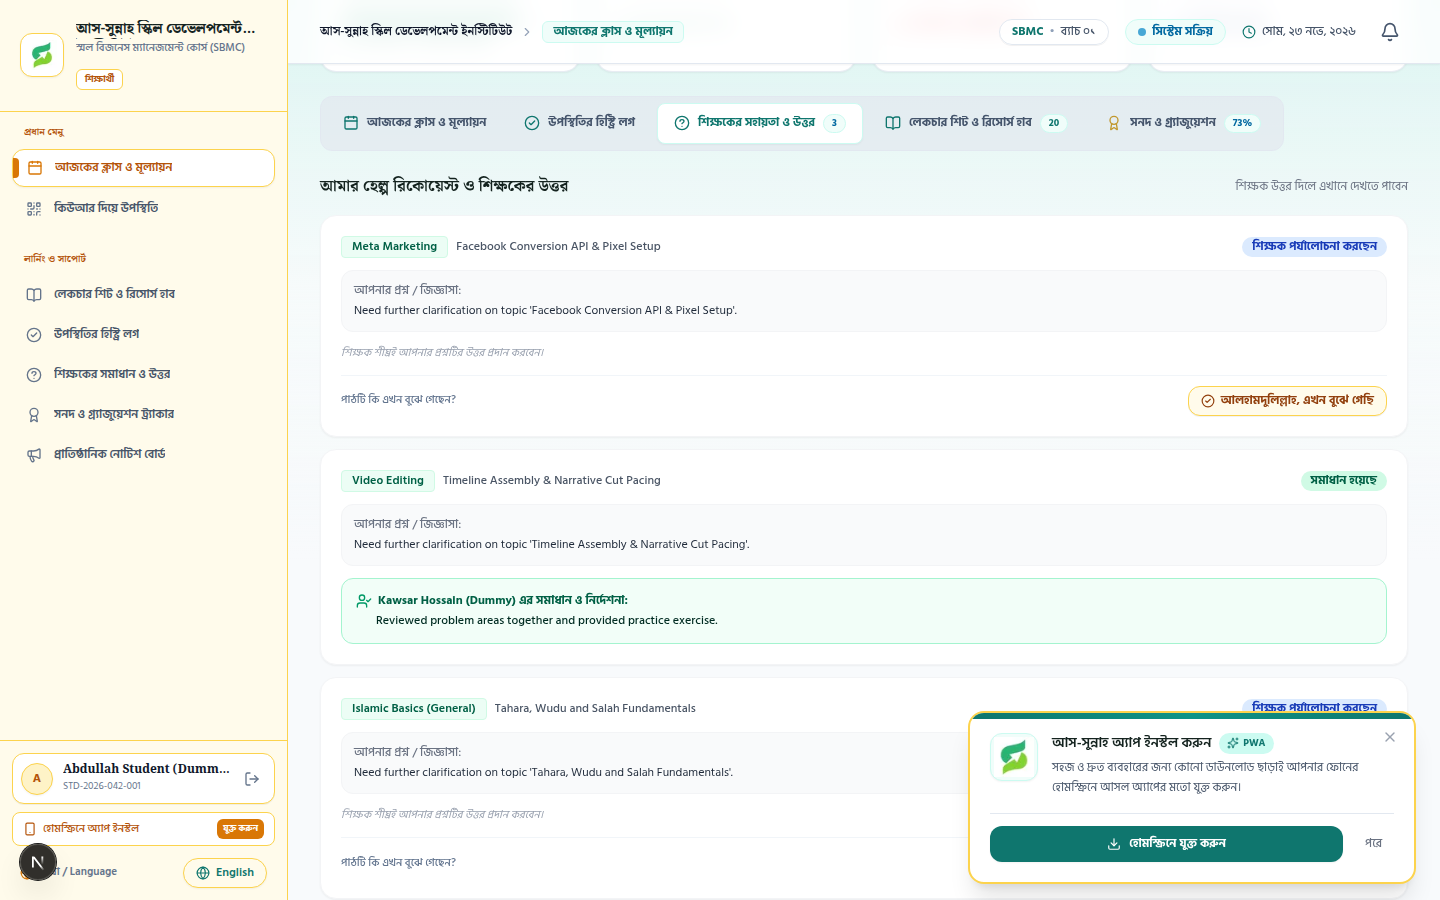 আস-সুন্নাহ স্কিল ডেভেলপমেন্ট...
স্মল বিজনেস ম্যানেজমেন্ট কোর্স (SBMC)
শিক্ষার্থী
প্রধান মেনু
আজকের ক্লাস ও মূল্যায়ন
কিউআর দিয়ে উপস্থিতি
লার্নিং ও সাপোর্ট
লেকচার শিট ও রিসোর্স হাব
উপস্থিতির হিস্ট্রি লগ
শিক্ষকের সমাধান ও উত্তর
সনদ ও গ্র্যাজুয়েশন ট্র্যাকার
প্রাতিষ্ঠানিক নোটিশ বোর্ড
A
Abdullah Student (Dumm...
STD-2026-042-001
হোমস্ক্রিনে অ্যাপ ইনস্টল
যুক্ত করুন
N
/ Language
English
আস-সুন্নাহ স্কিল ডেভেলপমেন্ট ইনস্টিটিউট
আজকের ক্লাস ও মূল্যায়ন
SBMC • ব্যাচ ০২
সিস্টেম সক্রিয়
সোম, ২৩ নভে, ২০২৬
আজকের ক্লাস ও মূল্যায়ন
উপস্থিতির হিস্ট্রি লগ
শিক্ষকের সহায়তা ও উত্তর 3
লেকচার শিট ও রিসোর্স হাব 20
সনদ ও গ্র্যাজুয়েশন 73%
আমার হেল্প রিকোয়েস্ট ও শিক্ষকের উত্তর
শিক্ষক উত্তর দিলে এখানে দেখতে পাবেন
Meta Marketing Facebook Conversion API & Pixel Setup
শিক্ষক পর্যালোচনা করছেন
আপনার প্রশ্ন / জিজ্ঞাসা:
Need further clarification on topic 'Facebook Conversion API & Pixel Setup'.
শিক্ষক শীঘ্রই আপনার প্রশ্নটির উত্তর প্রদান করবেন।
পাঠটি কি এখন বুঝে গেছেন?
আলহামদুলিল্লাহ, এখন বুঝে গেছি
Video Editing Timeline Assembly & Narrative Cut Pacing
সমাধান হয়েছে
আপনার প্রশ্ন / জিজ্ঞাসা:
Need further clarification on topic 'Timeline Assembly & Narrative Cut Pacing'.
Kawsar Hossain (Dummy) এর সমাধান ও নির্দেশনা:
Reviewed problem areas together and provided practice exercise.
Islamic Basics (General) Tahara, Wudu and Salah Fundamentals
শিক্ষক পর্যালোচনা করছেন
আপনার প্রশ্ন / জিজ্ঞাসা:
Need further clarification on topic 'Tahara, Wudu and Salah Fundamentals'.
শিক্ষক শীঘ্রই আপনার প্রশ্নটির উত্তর প্রদান করবেন।
পাঠটি কি এখন বুঝে গেছেন?
আস-সুন্নাহ অ্যাপ ইনস্টল করুন PWA
সহজ ও দ্রুত ব্যবহারের জন্য কোনো ডাউনলোড ছাড়াই আপনার ফোনের
হোমস্ক্রিনে আসল অ্যাপের মতো যুক্ত করুন।
হোমস্ক্রিনে যুক্ত করুন
পরে